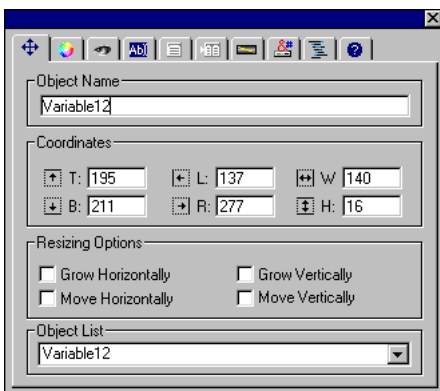 Object Name
Variable12
Coordinates
T: 195 L: 137 W 140
B: 211 R: 277 H: 16
Resizing Options
Grow Horizontally Grow Vertically
Move Horizontally Move Vertically
Object List
Variable12